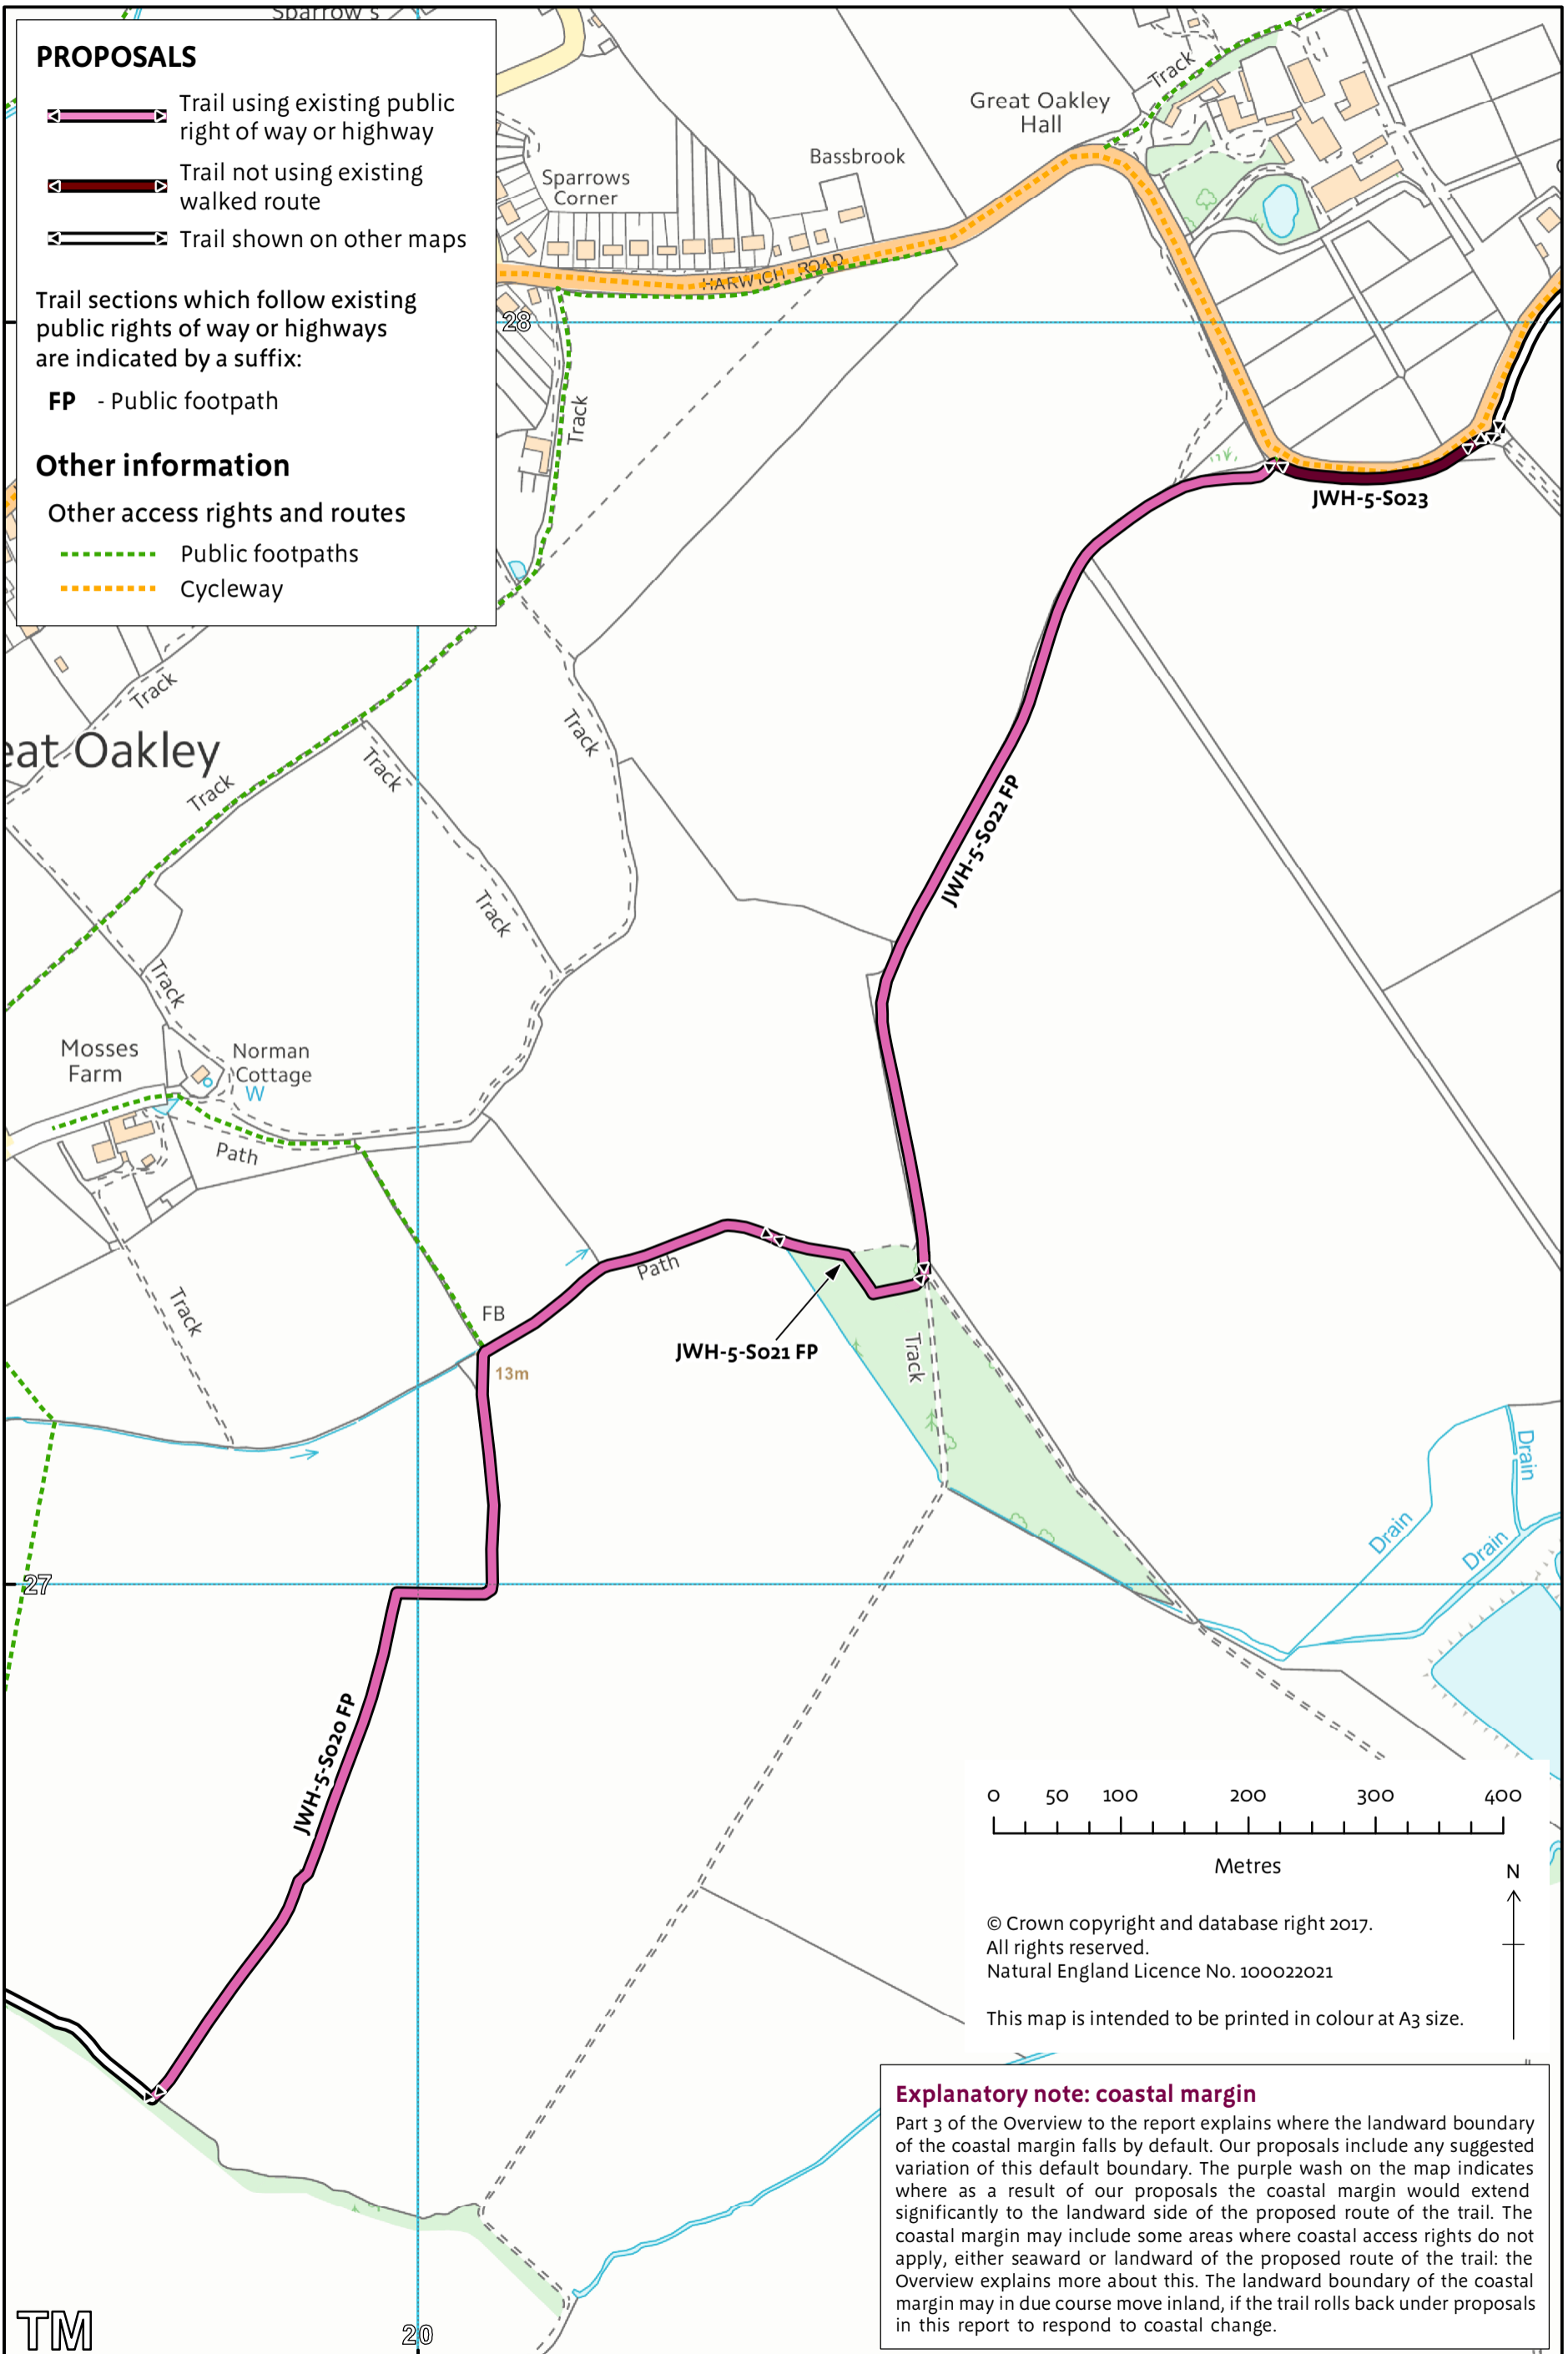 Sparrow's
PROPOSALS
Trail using existing public
right of way or highway
Trail not using existing
walked route
Trail shown on other maps
Trail sections which follow existing
public rights of way or highways
are indicated by a suffix:
FP - Public footpath
Other information
Other access rights and routes
Public footpaths
Cycleway
Track
Great Oakley
Hall
Bassbrook
Sparrows
Corner
HARWICH ROAD
28
Track
JWH-5-S023
Track
eat Oakley
Track
Track
Track
JWH-5-S022 FP
Track
Track
Mosses
Farm
Norman
Cottage
W
Path
Path
Track
FB
13m
JWH-5-S021 FP
Track
Drain
Drain
Drain
27
JWH-5-S020 FP
0 50 100 200 300 400
Metres
N
© Crown copyright and database right 2017.
All rights reserved.
Natural England Licence No. 100022021
This map is intended to be printed in colour at A3 size.
Explanatory note: coastal margin
Part 3 of the Overview to the report explains where the landward boundary
of the coastal margin falls by default. Our proposals include any suggested
variation of this default boundary. The purple wash on the map indicates
where as a result of our proposals the coastal margin would extend
significantly to the landward side of the proposed route of the trail. The
coastal margin may include some areas where coastal access rights do not
apply, either seaward or landward of the proposed route of the trail: the
Overview explains more about this. The landward boundary of the coastal
margin may in due course move inland, if the trail rolls back under proposals
in this report to respond to coastal change.
TM
20